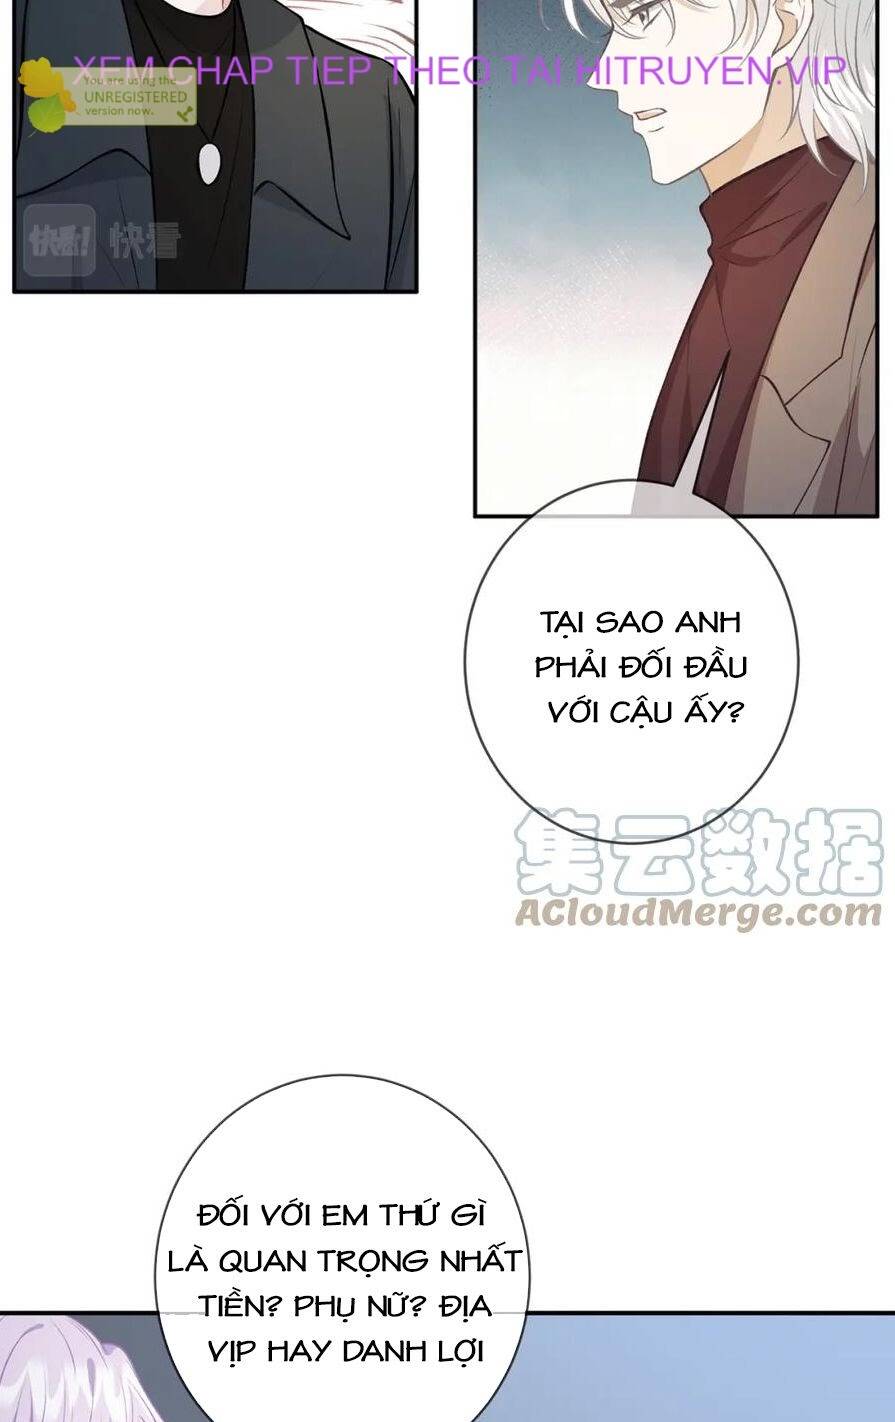 XEM CHAP TIEP THEO TAI HITRUYEN.VIP
You are using the
UNREGISTERED
version now.
快看! 快看
TẠI SAO ANH
PHẢI ĐỐI ĐẦU
VỚI CẬU ẤY?
集云数据
ACloudMerge.com
ĐỐI VỚI EM THỨ GÌ
LÀ QUAN TRỌNG NHẤT
TIỀN? PHỤ NỮ? ĐỊA
VỊP HAY DANH LỢI